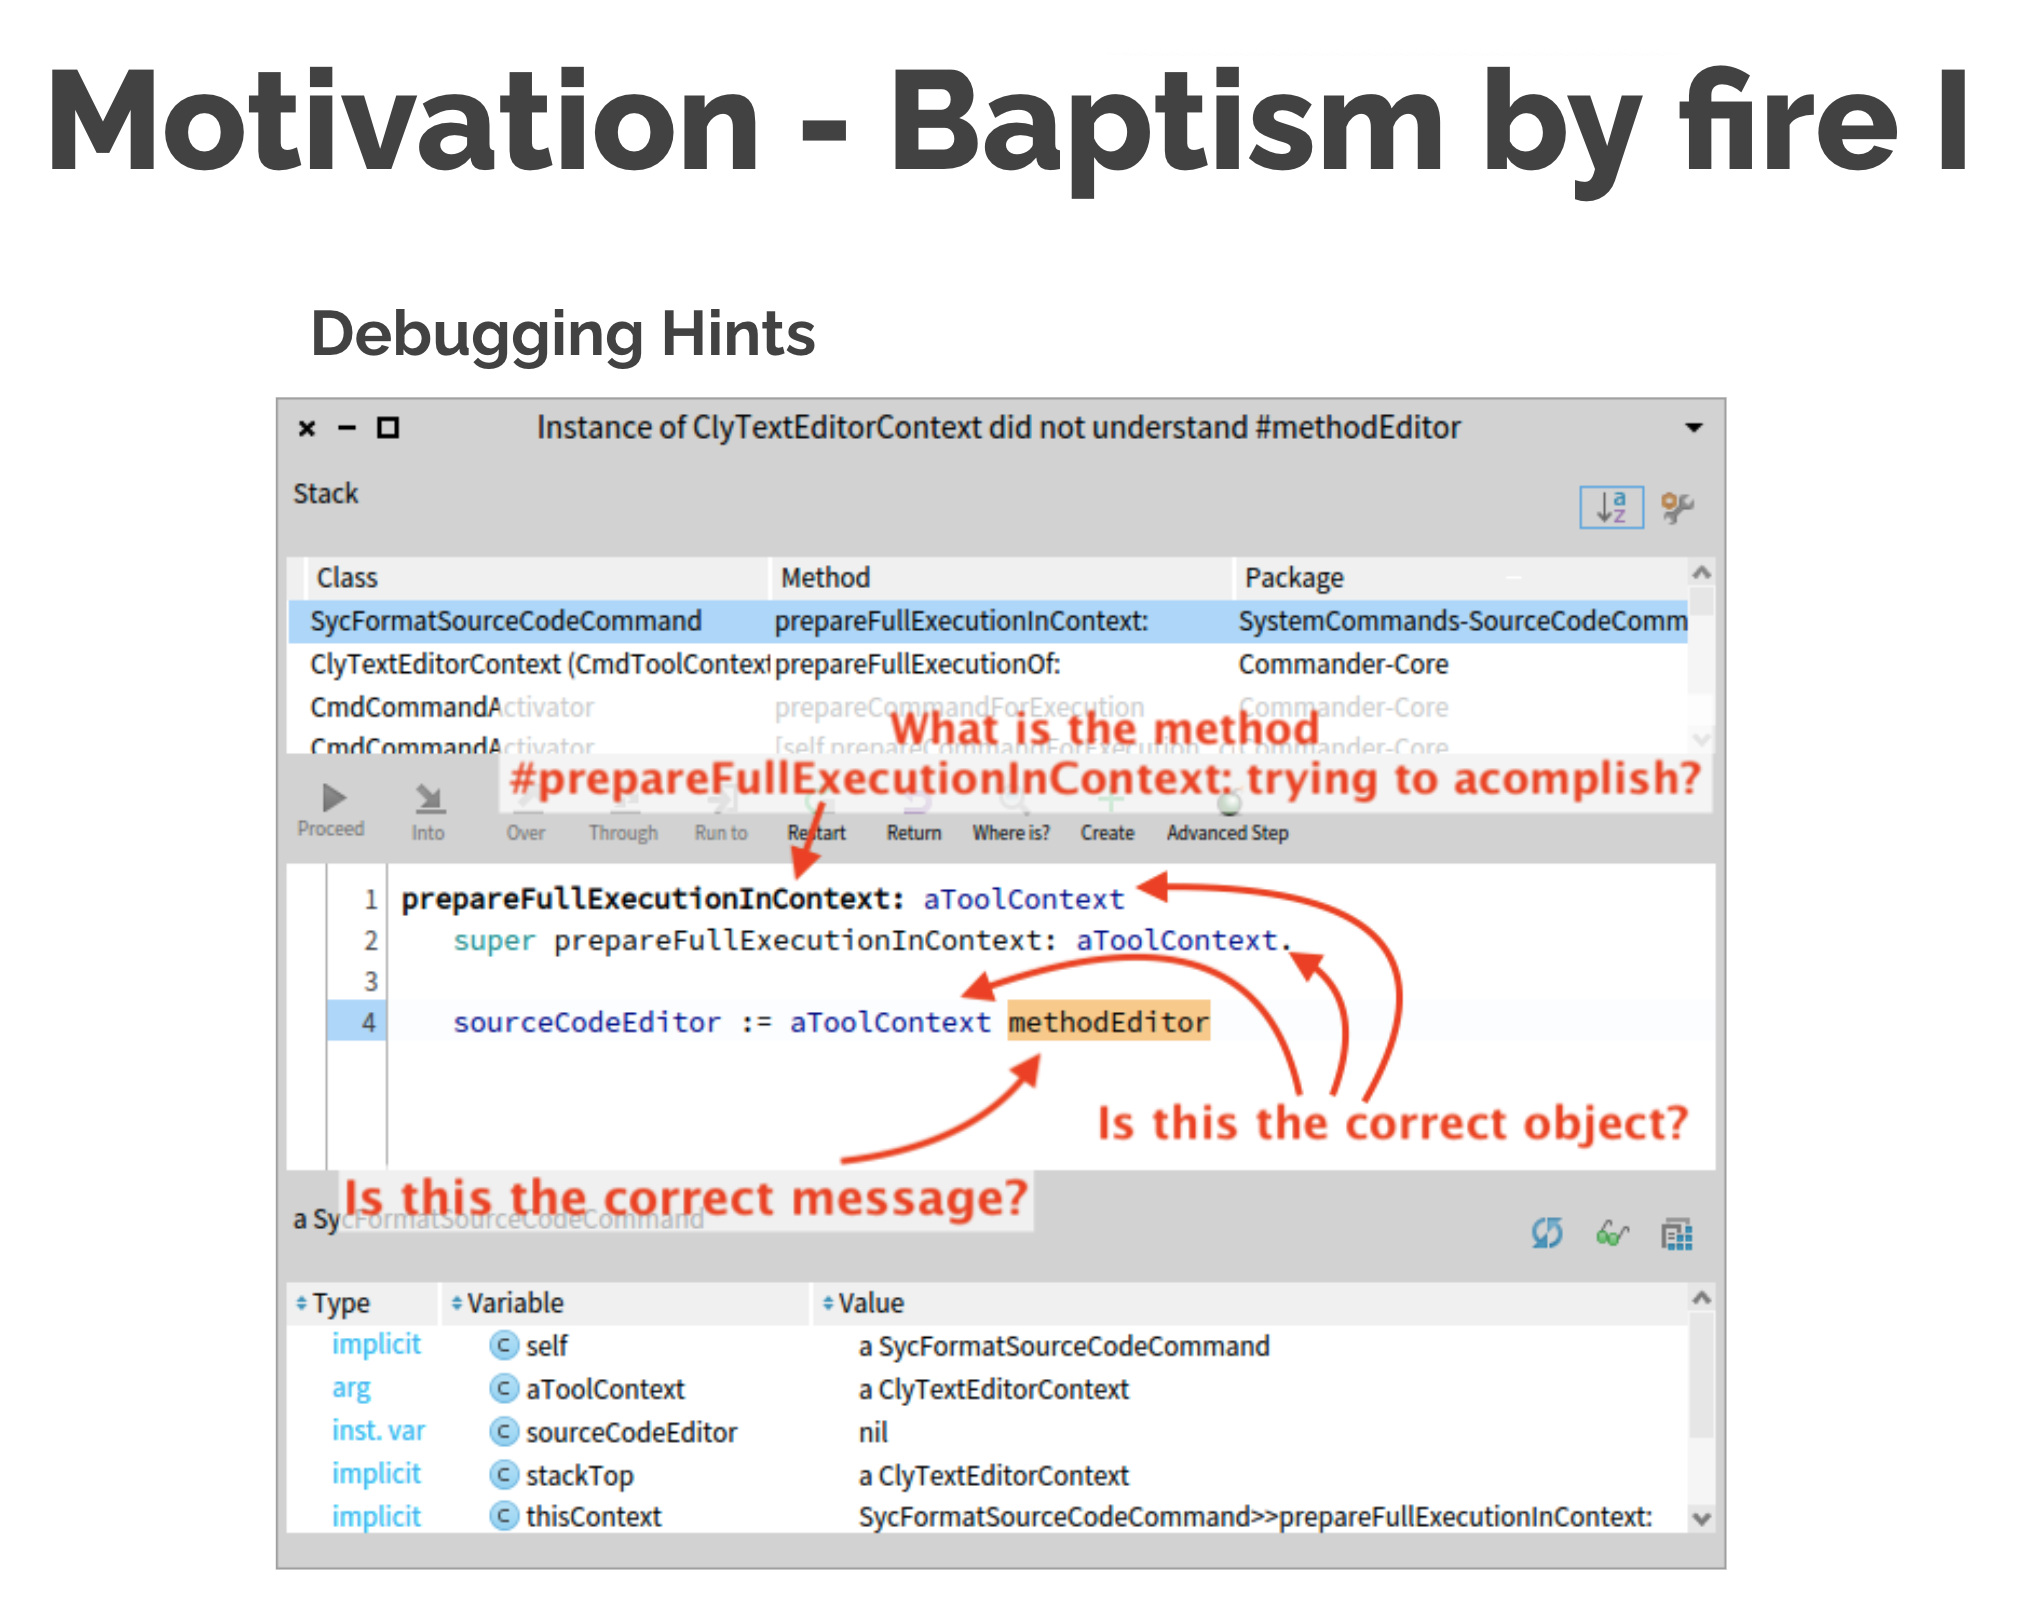 Motivation - Baptism by fire I
Debugging Hints
Instance of ClyTextEditorContext did not understand #methodEditor
Stack
Class Method Package
SycFormatSourceCodeCommand prepareFullExecutionInContext: SystemCommands-SourceCodeComm
ClyTextEditorContext (CmdToolContext prepareFullExecutionOf: Commander-Core
CmdCommandActivator prepareCommandForExecution Commander-Core
CmdCommandActivator [self prepareCommandForExecution Commander-Core
What is the method
#prepareFullExecutionInContext: trying to acomplish?
Proceed Into Over Through Run to Restart Return Where is? Create Advanced Step
1 prepareFullExecutionInContext: aToolContext
2 super prepareFullExecutionInContext: aToolContext.
3
4 sourceCodeEditor := aToolContext methodEditor
Is this the correct object?
Is this the correct message?
a SycFormatSourceCodeCommand
Type Variable Value
implicit self a SycFormatSourceCodeCommand
arg aToolContext a ClyTextEditorContext
inst. var sourceCodeEditor nil
implicit stackTop a ClyTextEditorContext
implicit thisContext SycFormatSourceCodeCommand>>prepareFullExecutionInContext: